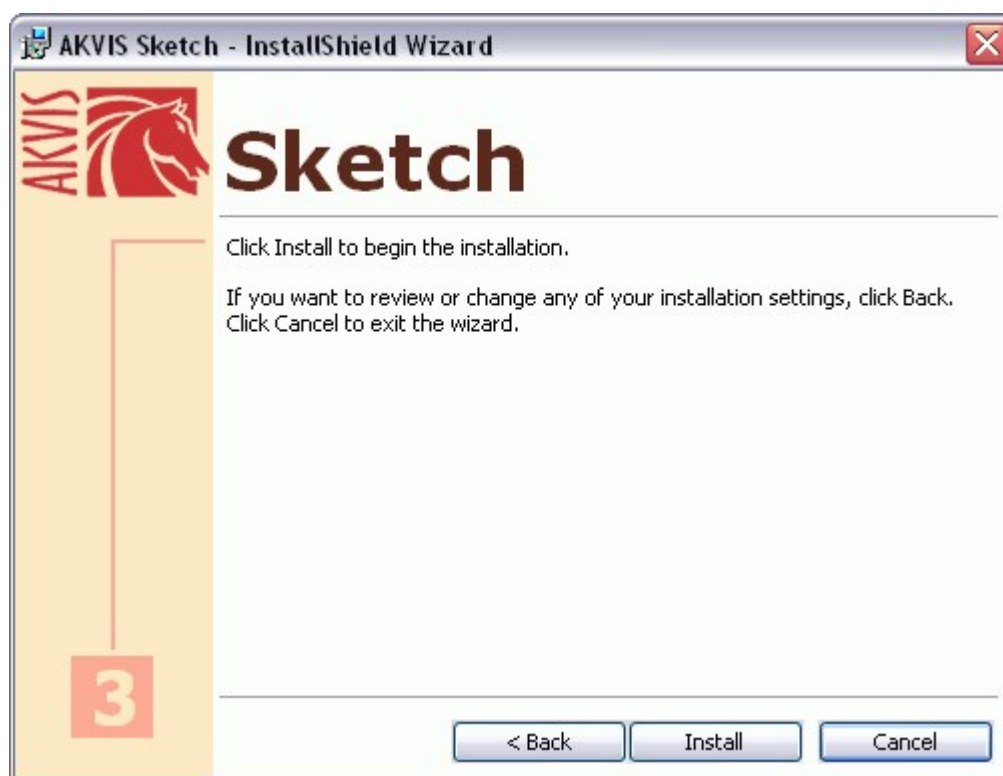 AKVIS Sketch - InstallShield Wizard
AKVIS
Sketch
Click Install to begin the installation.
If you want to review or change any of your installation settings, click Back.
Click Cancel to exit the wizard.
3
< Back Install Cancel